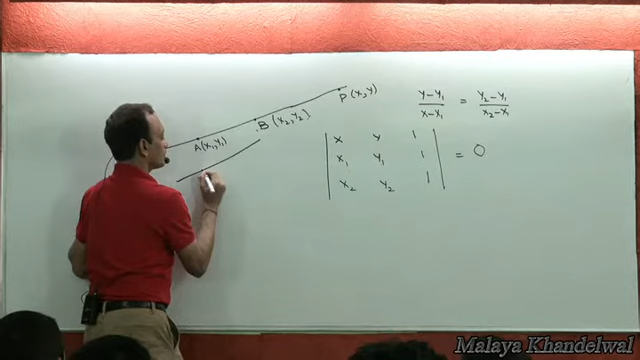 P (x, y)
B (x₂, y₂)
A (x₁, y₁)
y - y₁ / x - x₁ = y₂ - y₁ / x₂ - x₁
| x y 1 |
| x₁ y₁ 1 | = 0
| x₂ y₂ 1 |
Malaya Khandelwal